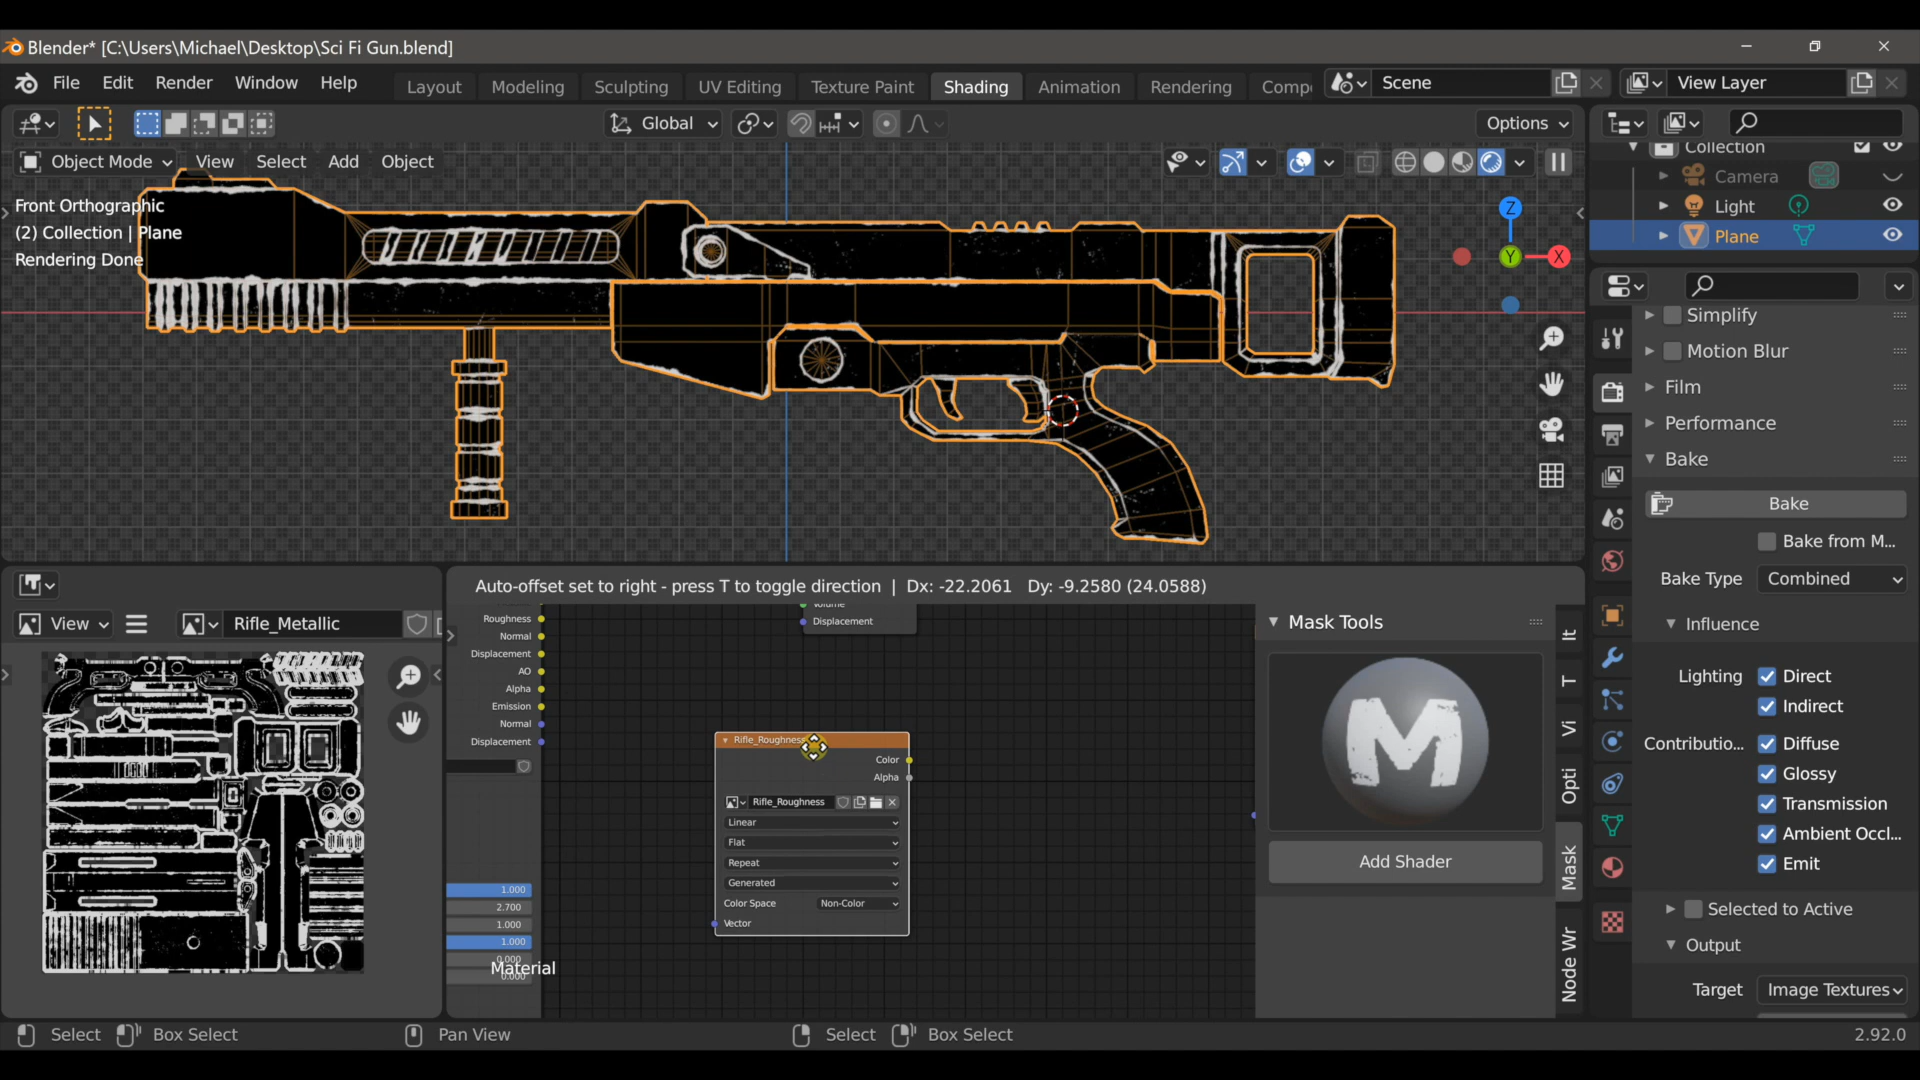 Blender* [C:\Users\Michael\Desktop\Sci Fi Gun.blend]
File Edit Render Window Help Layout Modeling Sculpting UV Editing Texture Paint Shading Animation Rendering Comp Scene View Layer
Global Options
Object Mode View Select Add Object
Collection
Camera
Light
Plane
Front Orthographic
(2) Collection | Plane
Rendering Done
Z
Y
X
Simplify
Motion Blur
Film
Performance
Bake
Bake
Bake from M...
Bake Type Combined
Influence
Lighting Direct
Indirect
Contributio... Diffuse
Glossy
Transmission
Ambient Occl...
Emit
Selected to Active
Output
Target Image Textures
View Rifle_Metallic
Auto-offset set to right - press T to toggle direction | Dx: -22.2061 Dy: -9.2580 (24.0588)
Roughness
Normal
Displacement
AO
Alpha
Emission
Normal
Displacement
1.000
2.700
1.000
1.000
0.000
0.000
Material
Volume
Displacement
Rifle_Roughness
Color
Alpha
Rifle_Roughness
Linear
Flat
Repeat
Generated
Color Space Non-Color
Vector
Mask Tools
M
Add Shader
It
T
Vi
Opti
Mask
Node Wr
Select Box Select Pan View Select Box Select 2.92.0